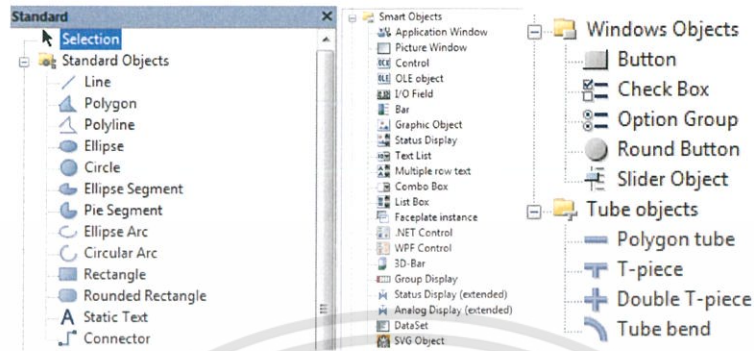 Standard
Selection
Standard Objects
Line
Polygon
Polyline
Ellipse
Circle
Ellipse Segment
Pie Segment
Ellipse Arc
Circular Arc
Rectangle
Rounded Rectangle
A Static Text
Connector
Smart Objects
Application Window
Picture Window
Control
OLE object
I/O Field
Bar
Graphic Object
Status Display
Text List
Multiple row text
Combo Box
List Box
Faceplate instance
.NET Control
WPF Control
3D-Bar
Group Display
Status Display (extended)
Analog Display (extended)
DataSet
SVG Object
Windows Objects
Button
Check Box
Option Group
Round Button
Slider Object
Tube objects
Polygon tube
T-piece
Double T-piece
Tube bend